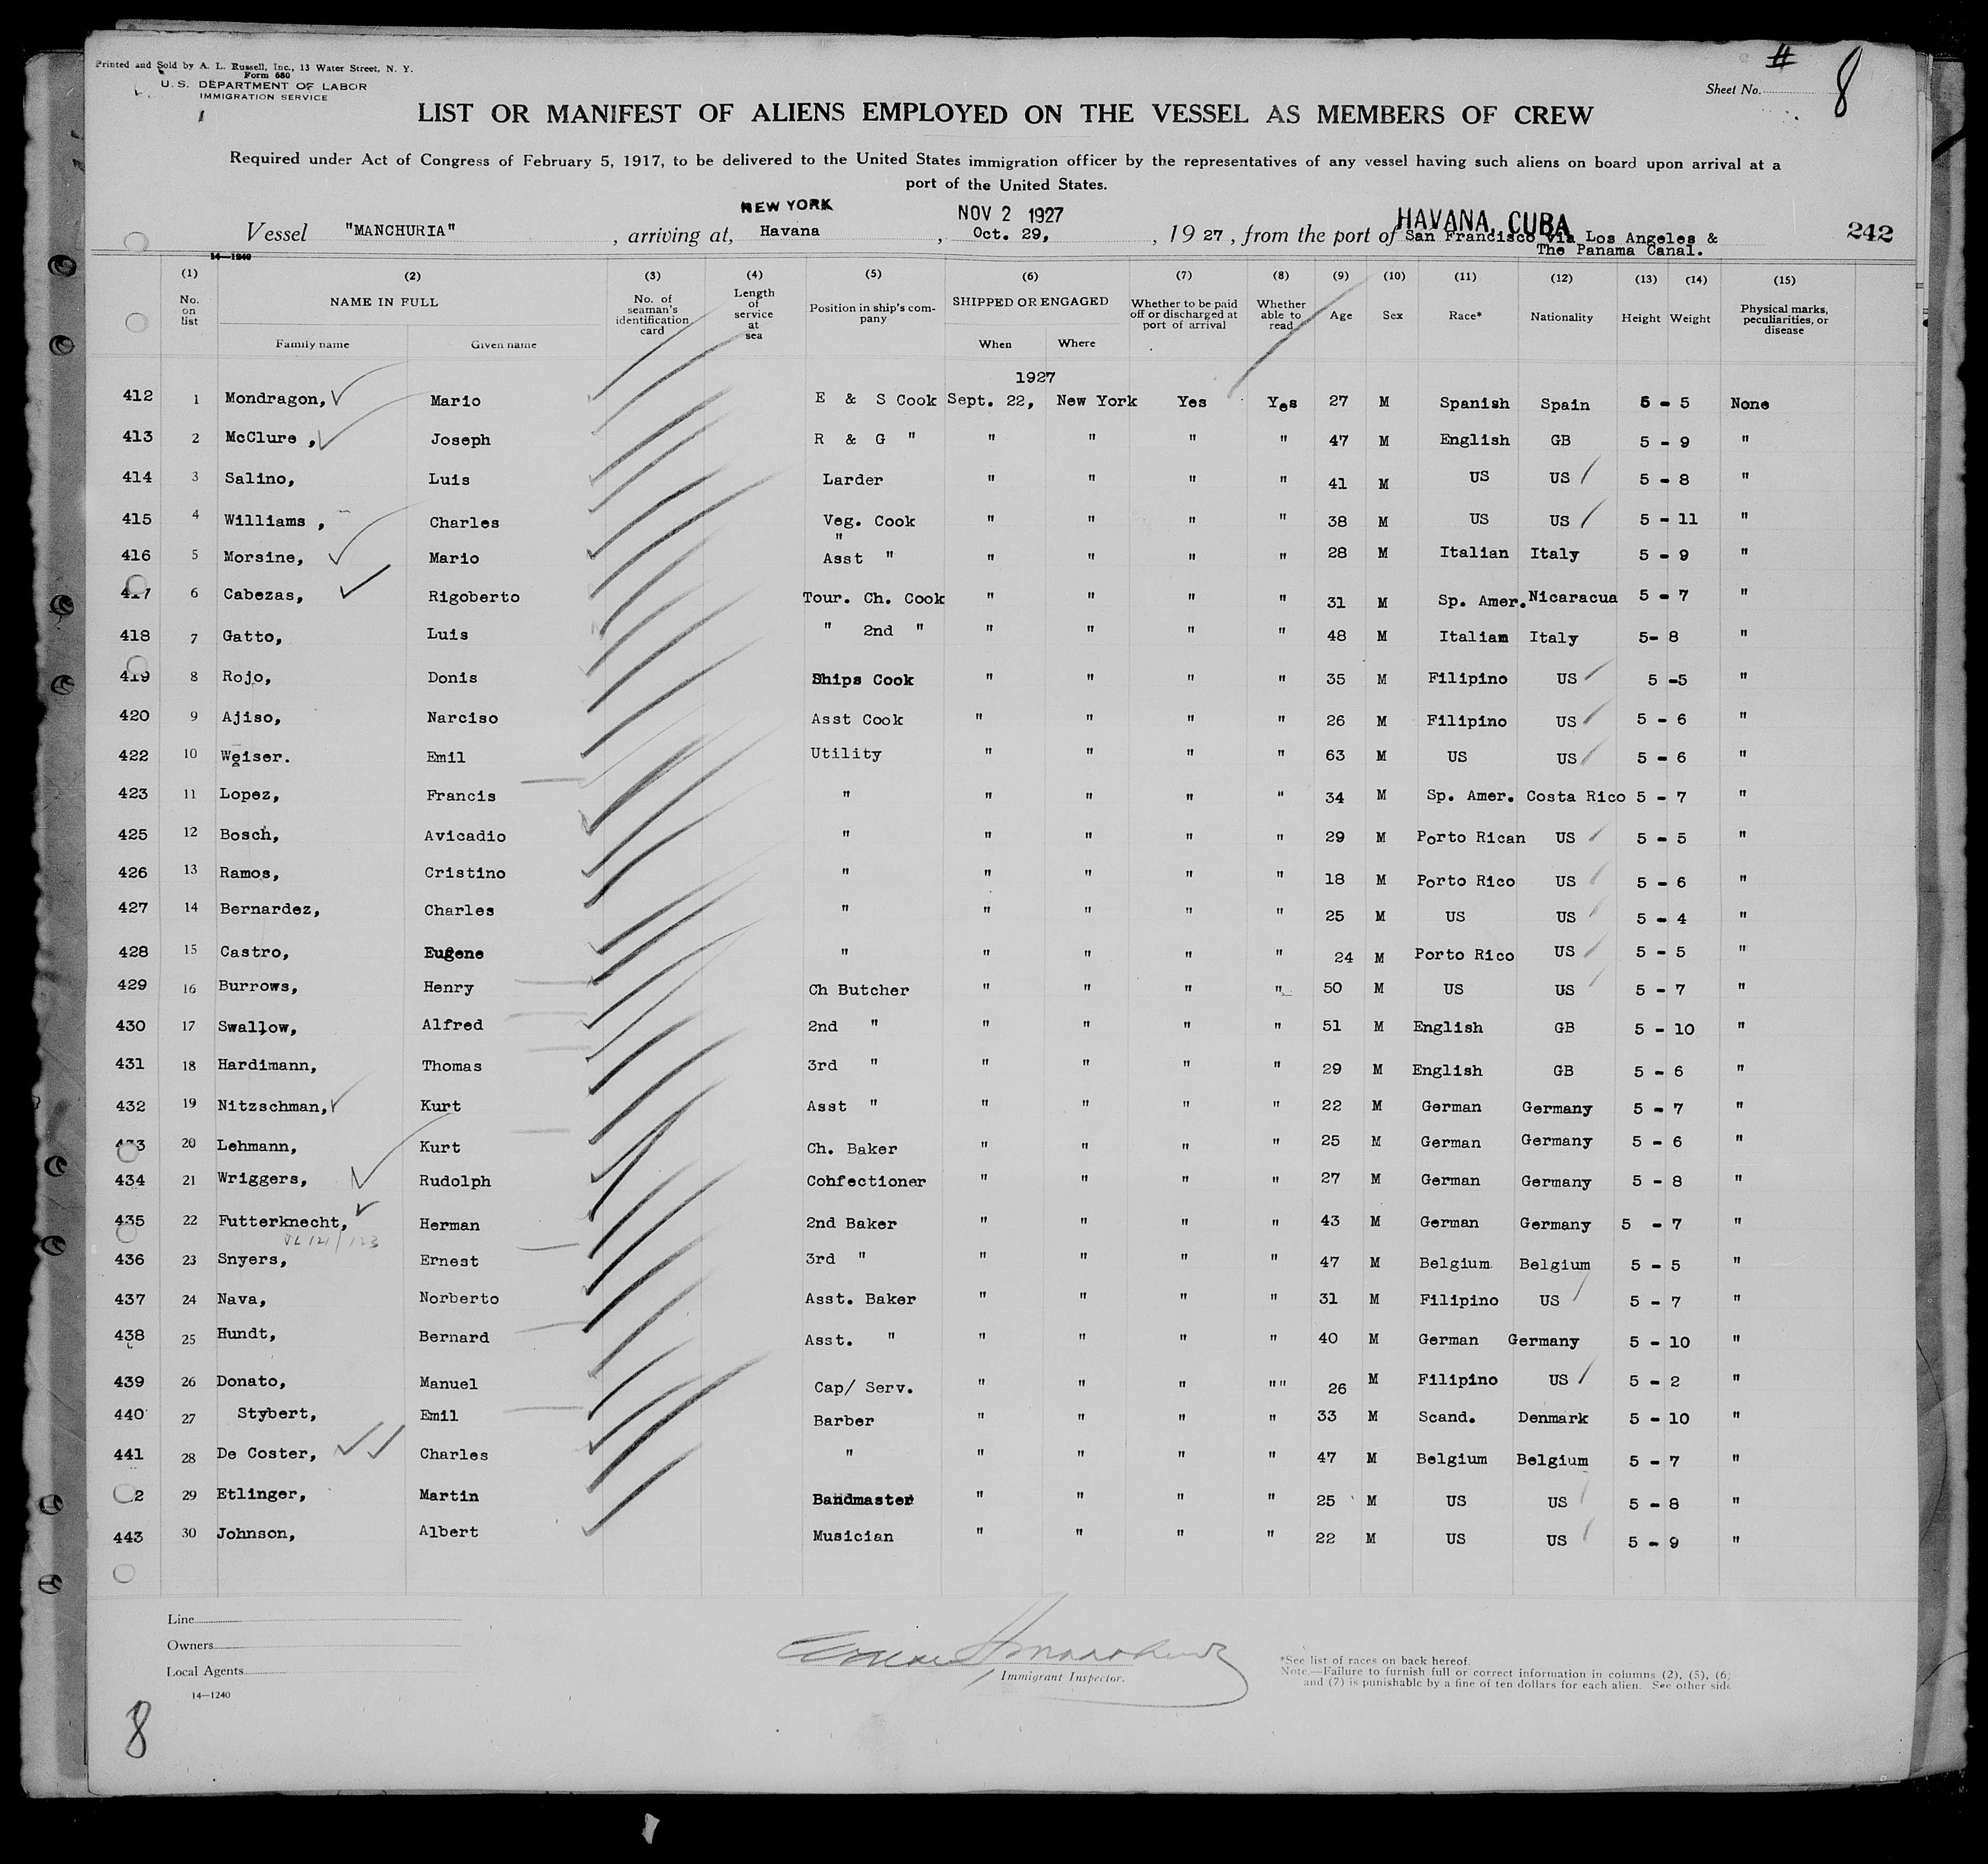 Printed and Sold by A. L. Russell, Inc., 13 Water Street, N. Y.
Form 680
U. S. DEPARTMENT OF LABOR
IMMIGRATION SERVICE
#
Sheet No. 8
LIST OR MANIFEST OF ALIENS EMPLOYED ON THE VESSEL AS MEMBERS OF CREW
Required under Act of Congress of February 5, 1917, to be delivered to the United States immigration officer by the representatives of any vessel having such aliens on board upon arrival at a
port of the United States.
NEW YORK NOV 2 1927 HAVANA, CUBA
Vessel "MANCHURIA" , arriving at, Havana , Oct. 29, , 19 27 , from the port of San Francisco via Los Angeles & 242
The Panama Canal.
14—1240
(1) (2) (3) (4) (5) (6) (7) (8) (9) (10) (11) (12) (13) (14) (15)
No. on list NAME IN FULL Family name Given name No. of seaman's identification card Length of service at sea Position in ship's company SHIPPED OR ENGAGED When Where Whether to be paid off or discharged at port of arrival Whether able to read Age Sex Race* Nationality Height Weight Physical marks, peculiarities, or disease
1927
412 1 Mondragon, Mario E & S Cook Sept. 22, New York Yes Yes 27 M Spanish Spain 5 - 5 None
413 2 McClure , Joseph R & G " " " " " 47 M English GB 5 - 9 "
414 3 Salino, Luis Larder " " " " 41 M US US 5 - 8 "
415 4 Williams , Charles Veg. Cook " " " " 38 M US US 5 - 11 "
416 5 Morsine, Mario Asst " " " " " " 28 M Italian Italy 5 - 9 "
417 6 Cabezas, Rigoberto Tour. Ch. Cook " " " " 31 M Sp. Amer. Nicaracua 5 - 7 "
418 7 Gatto, Luis " 2nd " " " " " 48 M Italian Italy 5- 8 "
419 8 Rojo, Donis Ships Cook " " " " 35 M Filipino US 5 -5 "
420 9 Ajiso, Narciso Asst Cook " " " " 26 M Filipino US 5 - 6 "
422 10 Weiser. Emil Utility " " " " 63 M US US 5 - 6 "
423 11 Lopez, Francis " " " " " 34 M Sp. Amer. Costa Rico 5 - 7 "
425 12 Bosch, Avicadio " " " " " 29 M Porto Rican US 5 - 5 "
426 13 Ramos, Cristino " " " " " 18 M Porto Rico US 5 - 6 "
427 14 Bernardez, Charles " " " " " 25 M US US 5 - 4 "
428 15 Castro, Eugene " " " " " 24 M Porto Rico US 5 - 5 "
429 16 Burrows, Henry Ch Butcher " " " " 50 M US US 5 - 7 "
430 17 Swallow, Alfred 2nd " " " " " 51 M English GB 5 - 10 "
431 18 Hardimann, Thomas 3rd " " " " " 29 M English GB 5 - 6 "
432 19 Nitzschman, Kurt Asst " " " " " 22 M German Germany 5 - 7 "
433 20 Lehmann, Kurt Ch. Baker " " " " 25 M German Germany 5 - 6 "
434 21 Wriggers, Rudolph Cohfectioner " " " " 27 M German Germany 5 - 8 "
435 22 Futterknecht, Herman 2nd Baker " " " " 43 M German Germany 5 - 7 "
436 23 Snyers, Ernest 3rd " " " " " 47 M Belgium Belgium 5 - 5 "
437 24 Nava, Norberto Asst. Baker " " " " 31 M Filipino US 5 - 7 "
438 25 Hundt, Bernard Asst. " " " " " 40 M German Germany 5 - 10 "
439 26 Donato, Manuel Cap/ Serv. " " " "" 26 M Filipino US 5 - 2 "
440 27 Stybert, Emil Barber " " " " 33 M Scand. Denmark 5 - 10 "
441 28 De Coster, Charles " " " " " 47 M Belgium Belgium 5 - 7 "
2 29 Etlinger, Martin Bandmaster " " " " 25 M US US 5 - 8 "
443 30 Johnson, Albert Musician " " " " 22 M US US 5 - 9 "
Line
Owners
Local Agents
14—1240
Immigrant Inspector.
*See list of races on back hereof.
Note.—Failure to furnish full or correct information in columns (2), (5), (6)
and (7) is punishable by a fine of ten dollars for each alien. See other side
8